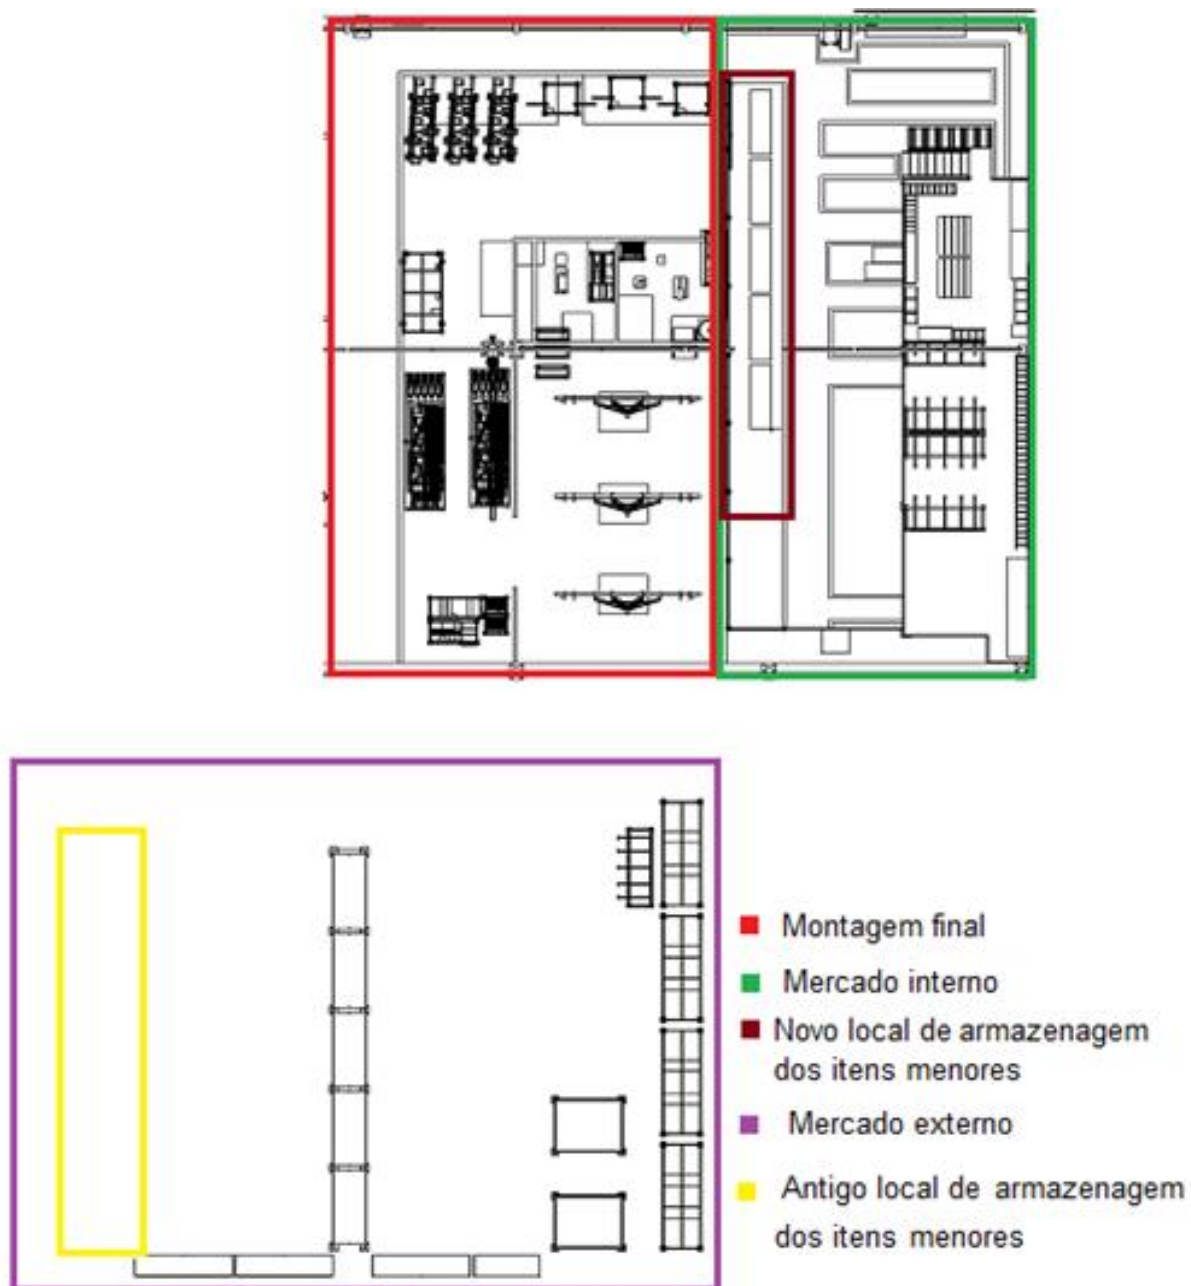 Montagem final
Mercado interno
Novo local de armazenagem
dos itens menores
Mercado externo
Antigo local de armazenagem
dos itens menores